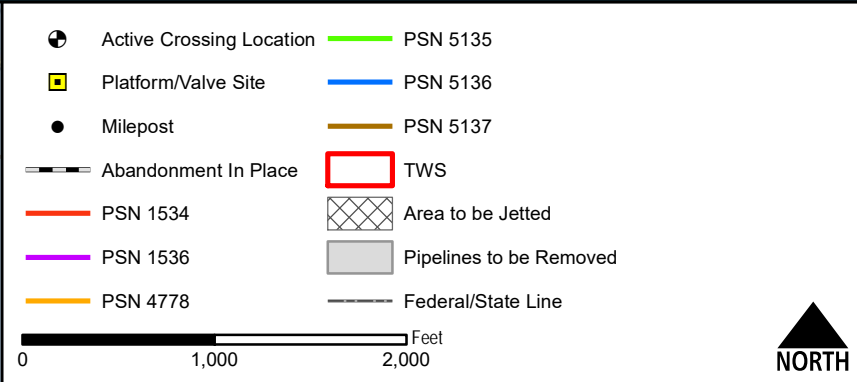 Active Crossing Location
Platform/Valve Site
Milepost
Abandonment In Place
PSN 1534
PSN 1536
PSN 4778
PSN 5135
PSN 5136
PSN 5137
TWS
Area to be Jetted
Pipelines to be Removed
Federal/State Line
Feet
0 1,000 2,000
NORTH